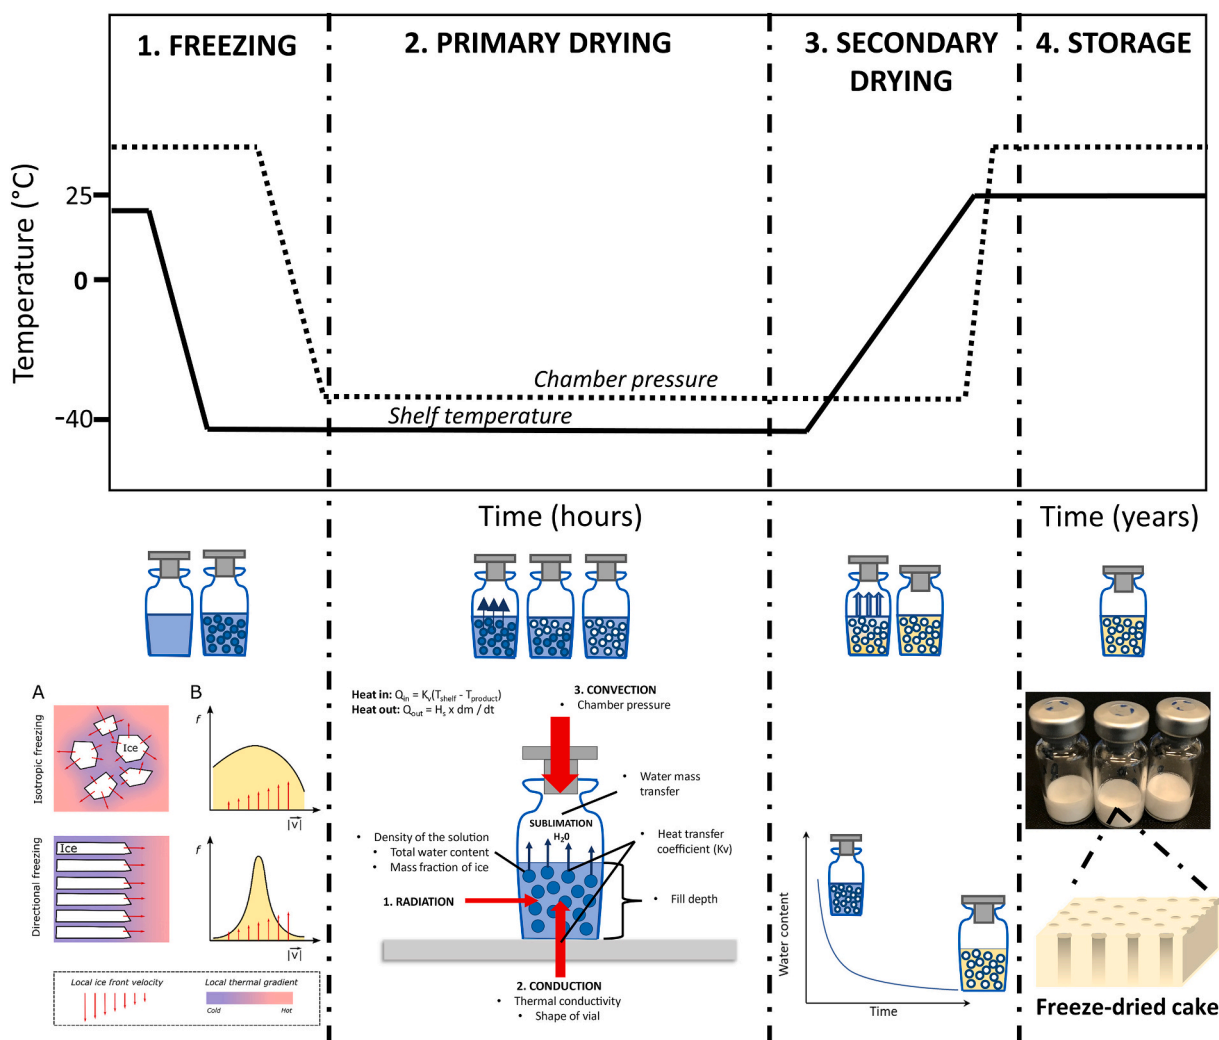 1. FREEZING
2. PRIMARY DRYING
3. SECONDARY
DRYING
4. STORAGE
Temperature (°C)
25
0
-40
Chamber pressure
Shelf temperature
Time (hours)
Time (years)
A
B
Isotropic freezing
Ice
f
|v|
Directional freezing
Ice
f
|v|
Local ice front velocity
Local thermal gradient
Cold
Hot
Heat in: Qin = Kv(Tshelf - Tproduct)
Heat out: Qout = Hs x dm / dt
3. CONVECTION
• Chamber pressure
• Water mass
transfer
SUBLIMATION
H20
• Density of the solution
• Total water content
• Mass fraction of ice
• Heat transfer
coefficient (Kv)
1. RADIATION
• Fill depth
2. CONDUCTION
• Thermal conductivity
• Shape of vial
Water content
Time
Freeze-dried cake